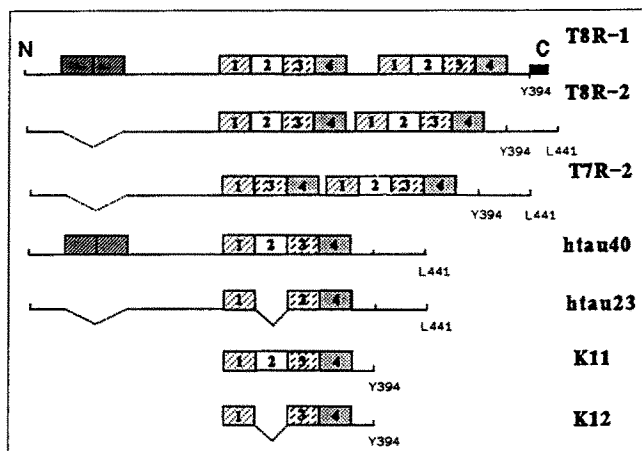 N C T8R-1
1 2 3 4 1 2 3 4
Y394
T8R-2
1 2 3 4 1 2 3 4
Y394 L441
T7R-2
1 3 4 1 2 3 4
Y394 L441
htau40
1 2 3 4
L441
htau23
1 3 4
L441
K11
1 2 3 4
Y394
K12
1 3 4
Y394